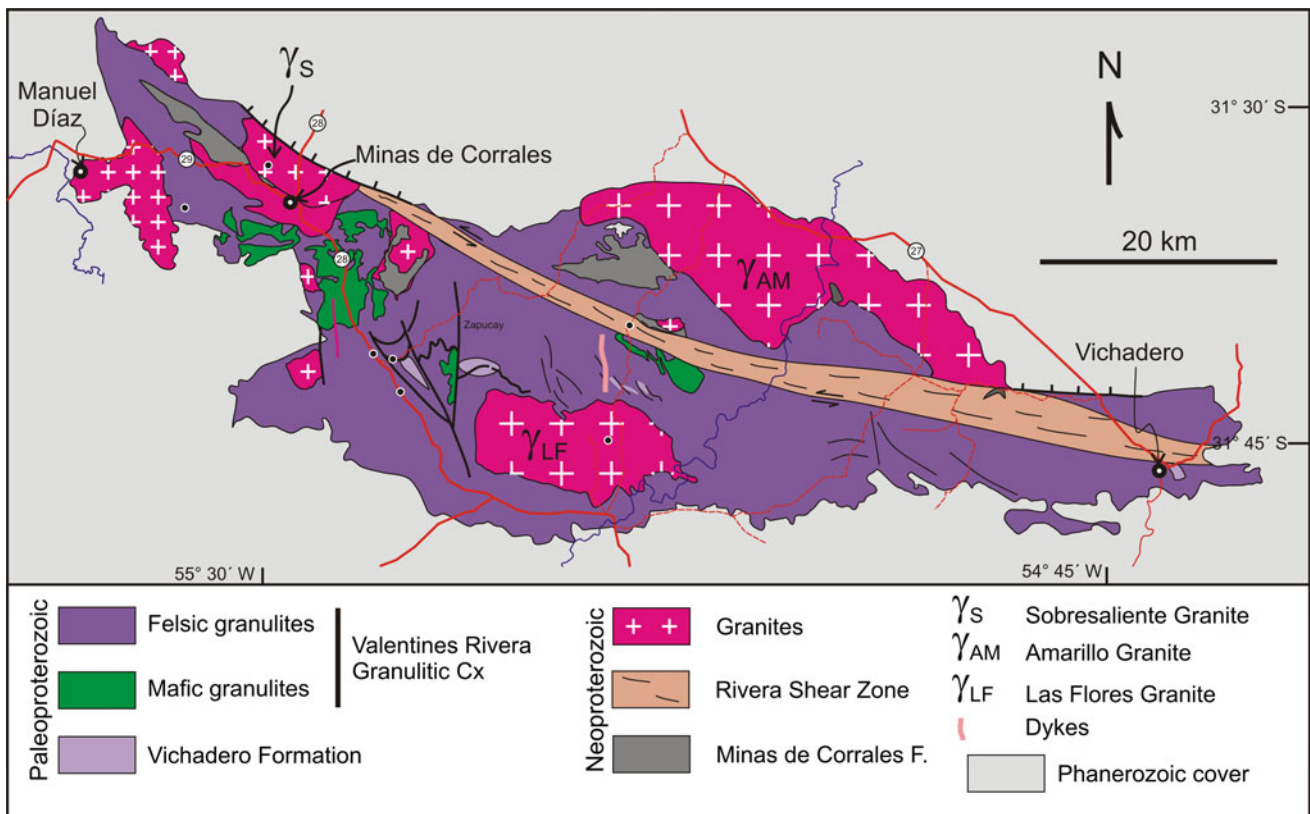 Manuel
Díaz
γS
28
N
31° 30´ S
29
Minas de Corrales
20 km
27
28
γAM
Zapucay
Vichadero
γLF
31° 45´ S
55° 30´ W
54° 45´ W
Paleoproterozoic
Felsic granulites
Mafic granulites
Vichadero Formation
Valentines Rivera
Granulitic Cx
Neoproterozoic
Granites
Rivera Shear Zone
Minas de Corrales F.
γS Sobresaliente Granite
γAM Amarillo Granite
γLF Las Flores Granite
Dykes
Phanerozoic cover